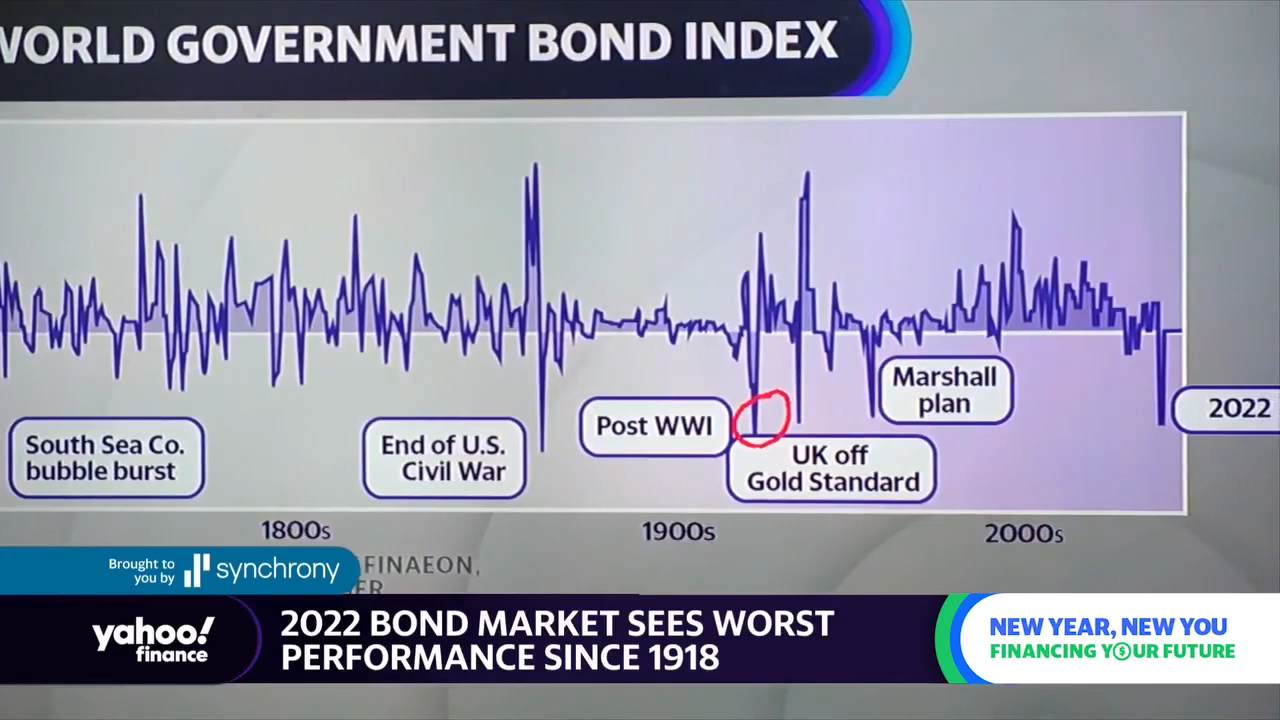 WORLD GOVERNMENT BOND INDEX
Post WWI
Marshall
plan
2022
South Sea Co.
bubble burst
End of U.S.
Civil War
UK off
Gold Standard
1800s
1900s
2000s
Brought to
you by
synchrony
FINAEON,
yahoo!
finance
2022 BOND MARKET SEES WORST
PERFORMANCE SINCE 1918
NEW YEAR, NEW YOU
FINANCING YOUR FUTURE